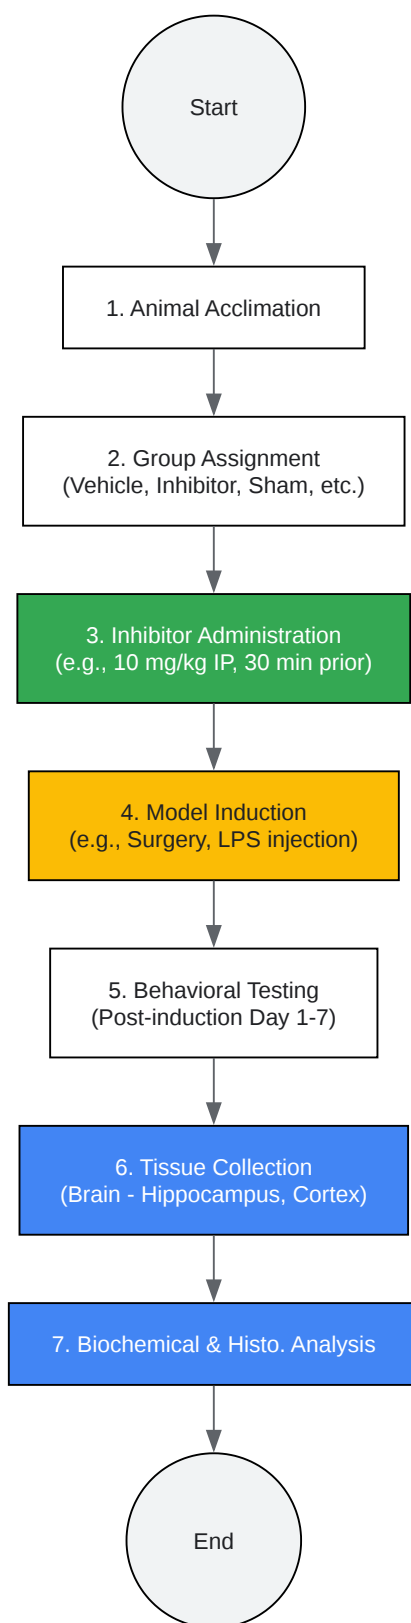 Start
1. Animal Acclimation
2. Group Assignment
(Vehicle, Inhibitor, Sham, etc.)
3. Inhibitor Administration
(e.g., 10 mg/kg IP, 30 min prior)
4. Model Induction
(e.g., Surgery, LPS injection)
5. Behavioral Testing
(Post-induction Day 1-7)
6. Tissue Collection
(Brain - Hippocampus, Cortex)
7. Biochemical & Histo. Analysis
End